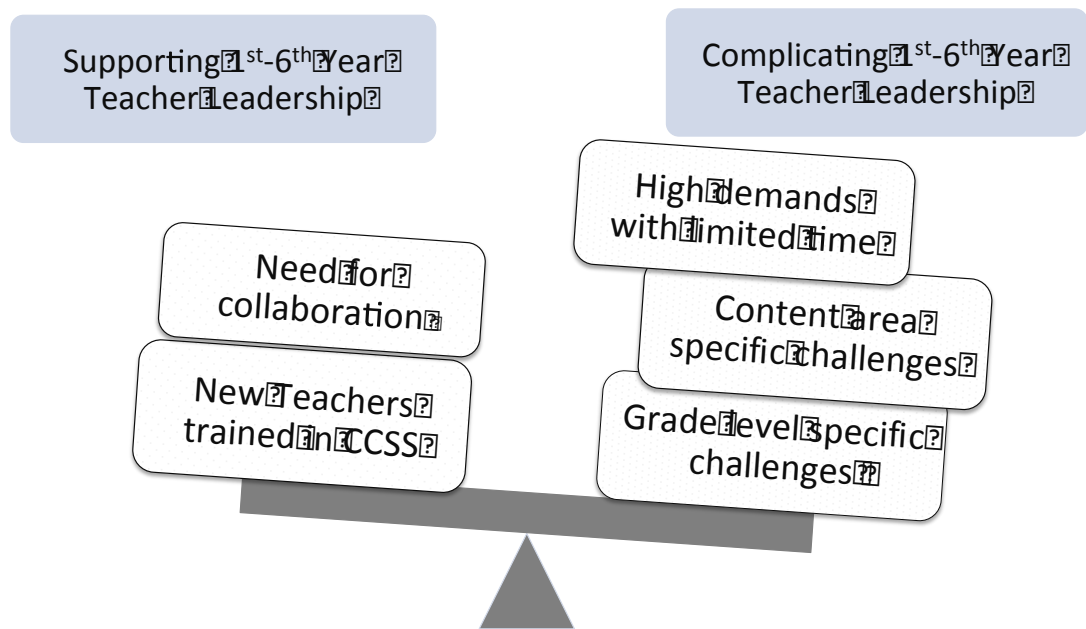 Supporting 1st-6th Year
Teacher Leadership
Complicating 1st-6th Year
Teacher Leadership
Need for
collaboration
New Teachers
trained in CCSS
High demands
with limited time
Content area
specific challenges
Grade level specific
challenges